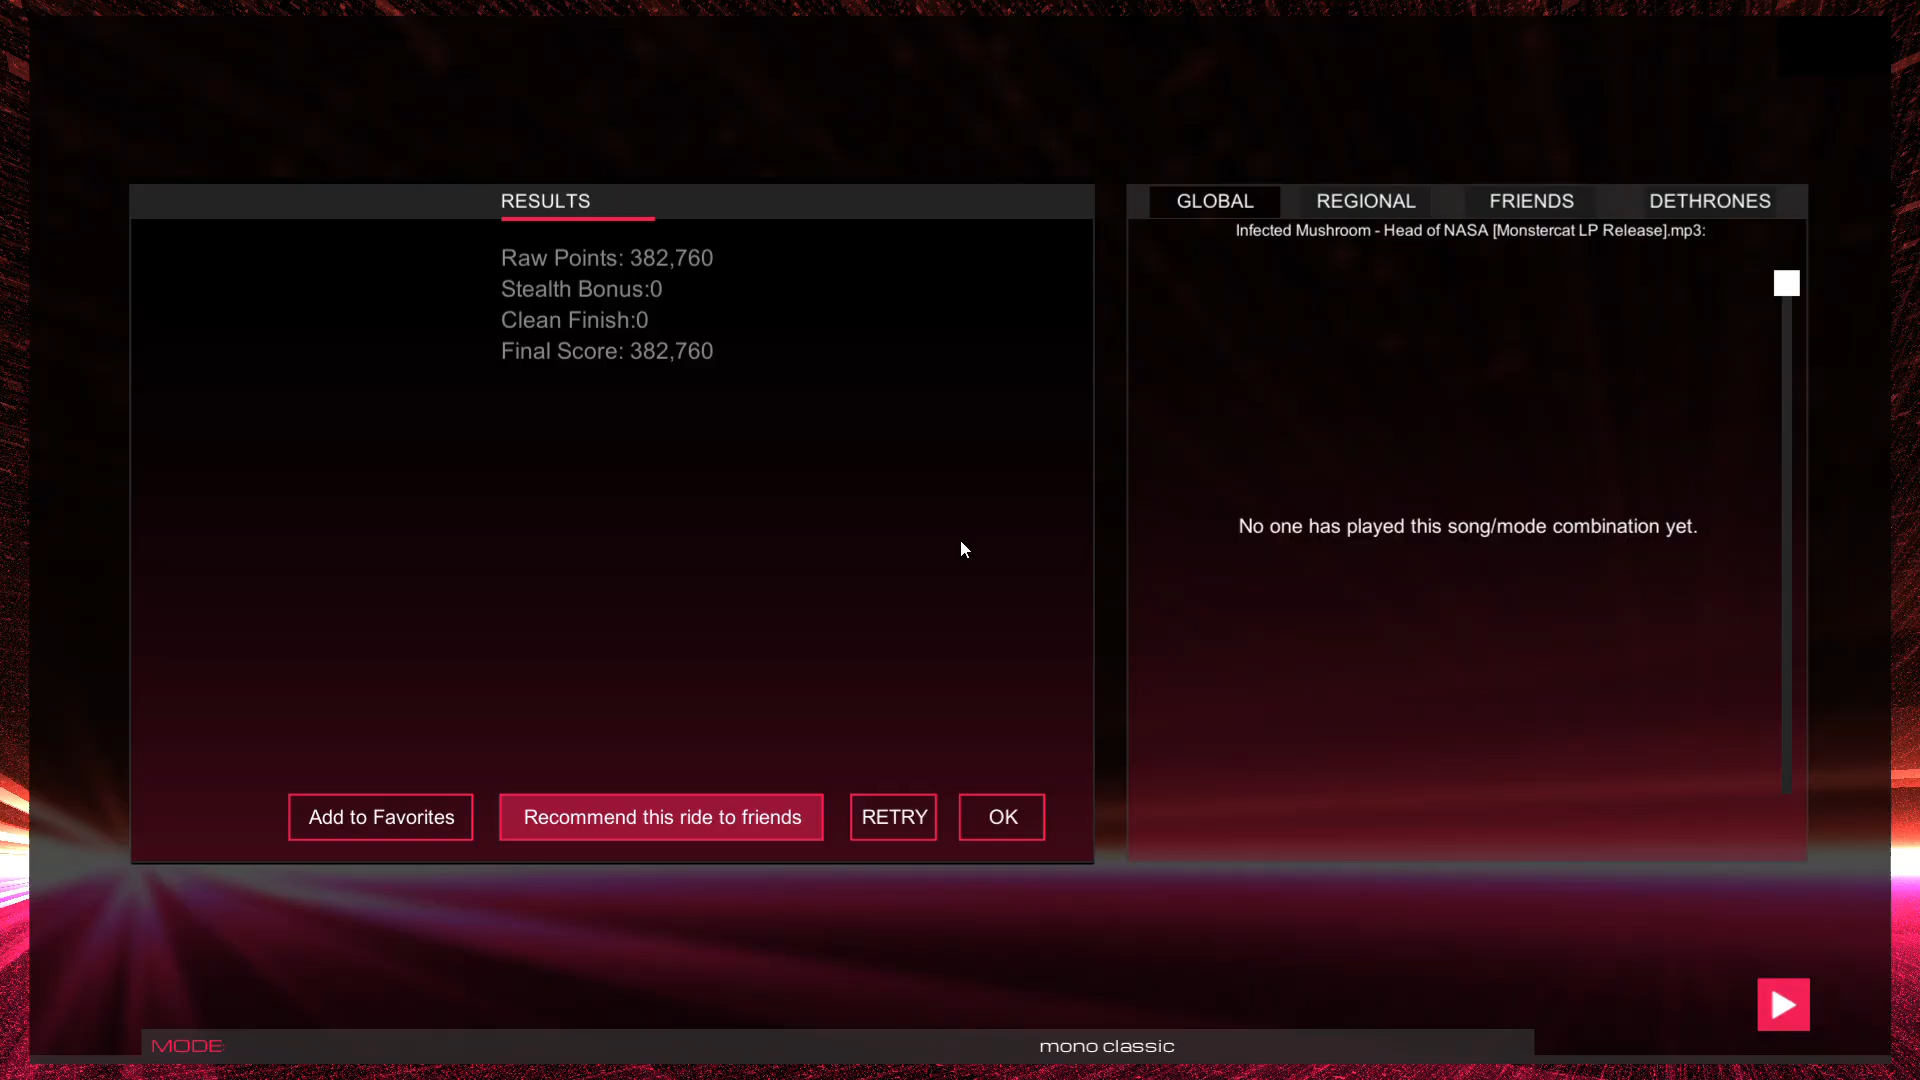 RESULTS
Raw Points: 382,760
Stealth Bonus:0
Clean Finish:0
Final Score: 382,760
Add to Favorites
Recommend this ride to friends
RETRY
OK
GLOBAL
REGIONAL
FRIENDS
DETHRONES
Infected Mushroom - Head of NASA [Monstercat LP Release].mp3:
No one has played this song/mode combination yet.
MODE:
mono classic